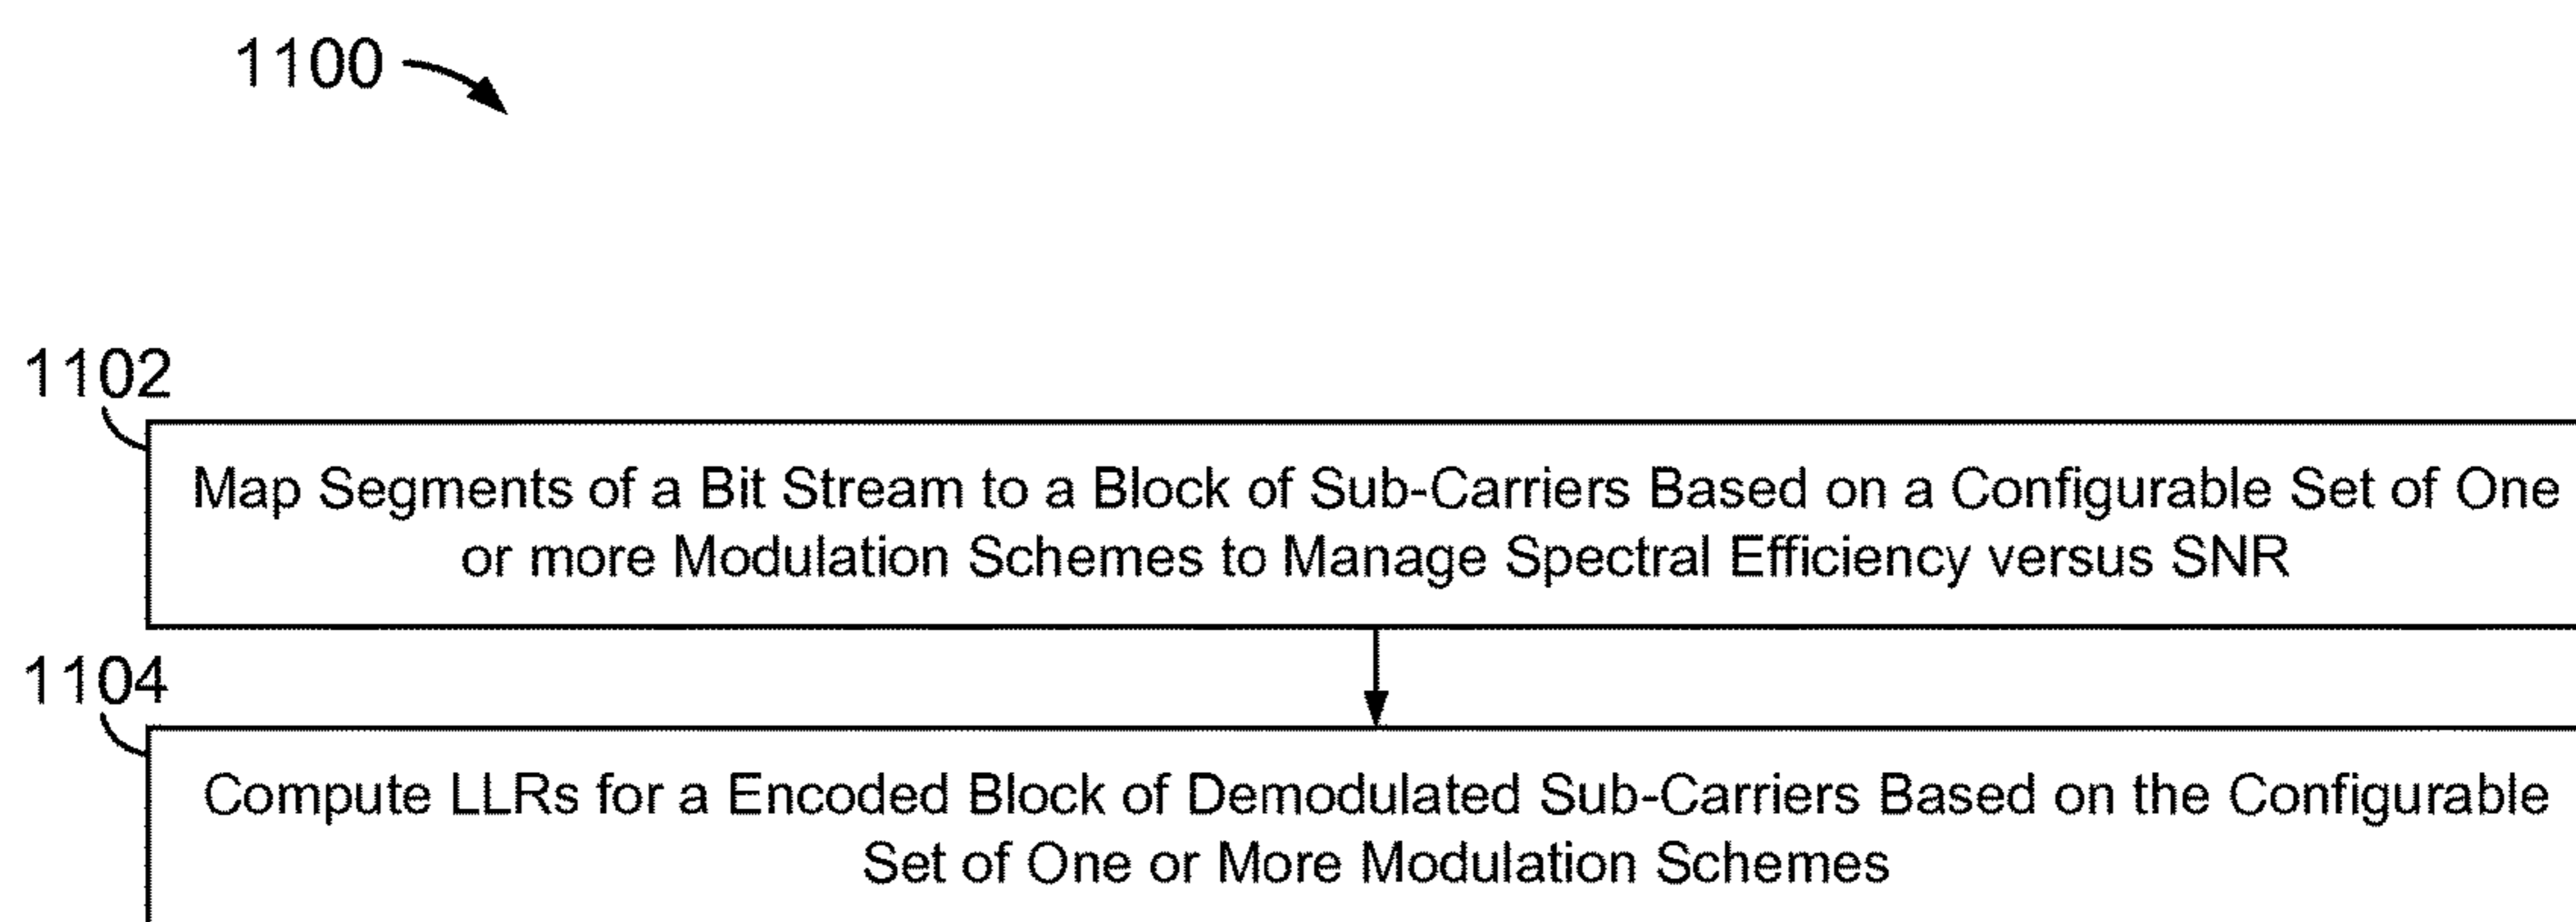 1100
1102
Map Segments of a Bit Stream to a Block of Sub-Carriers Based on a Configurable Set of One
or more Modulation Schemes to Manage Spectral Efficiency versus SNR
1104
Compute LLRs for a Encoded Block of Demodulated Sub-Carriers Based on the Configurable
Set of One or More Modulation Schemes